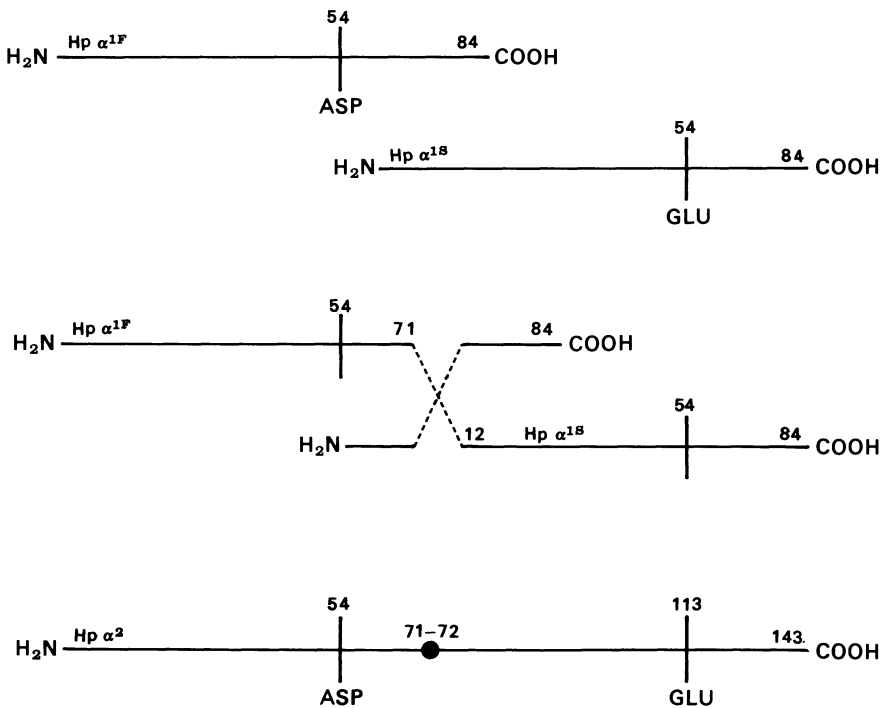 54
Hp α¹ᶠ 84
H₂N COOH
ASP
54
Hp α¹ˢ 84
H₂N COOH
GLU
54
Hp α¹ᶠ 71 84
H₂N COOH
54
12 Hp α¹ˢ 84
H₂N COOH
54 113
Hp α² 71–72 143.
H₂N COOH
ASP GLU